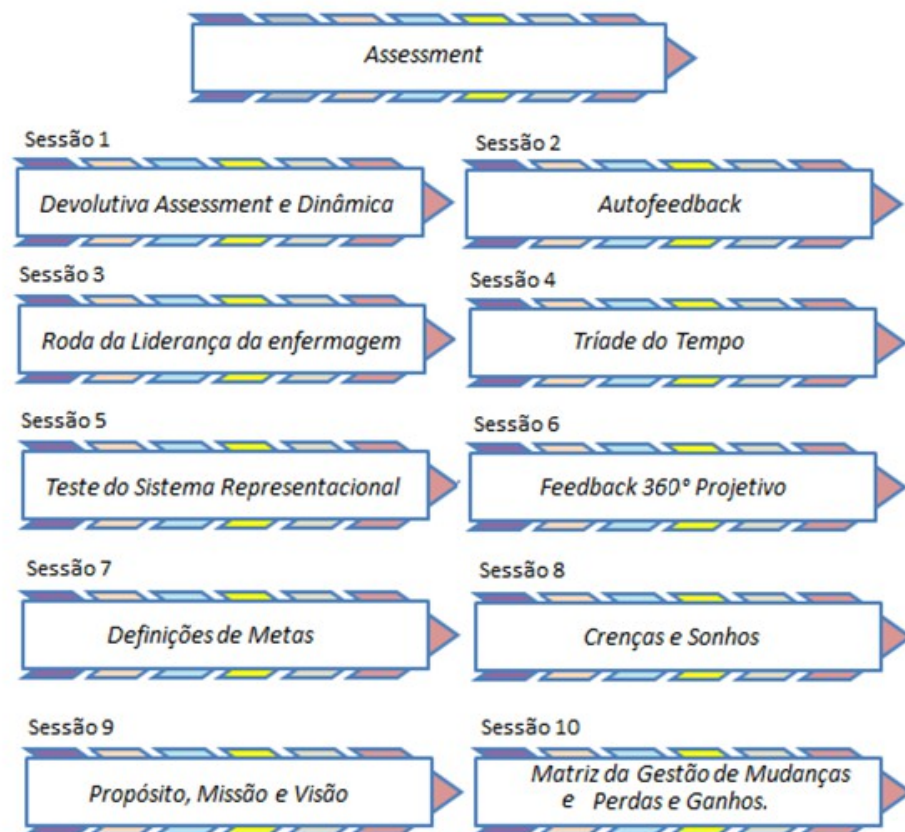 Assessment
Sessão 1
Devolutiva Assessment e Dinâmica
Sessão 2
Autofeedback
Sessão 3
Roda da Liderança da enfermagem
Sessão 4
Tríade do Tempo
Sessão 5
Teste do Sistema Representacional
Sessão 6
Feedback 360° Projetivo
Sessão 7
Definições de Metas
Sessão 8
Crenças e Sonhos
Sessão 9
Propósito, Missão e Visão
Sessão 10
Matriz da Gestão de Mudanças
e Perdas e Ganhos.